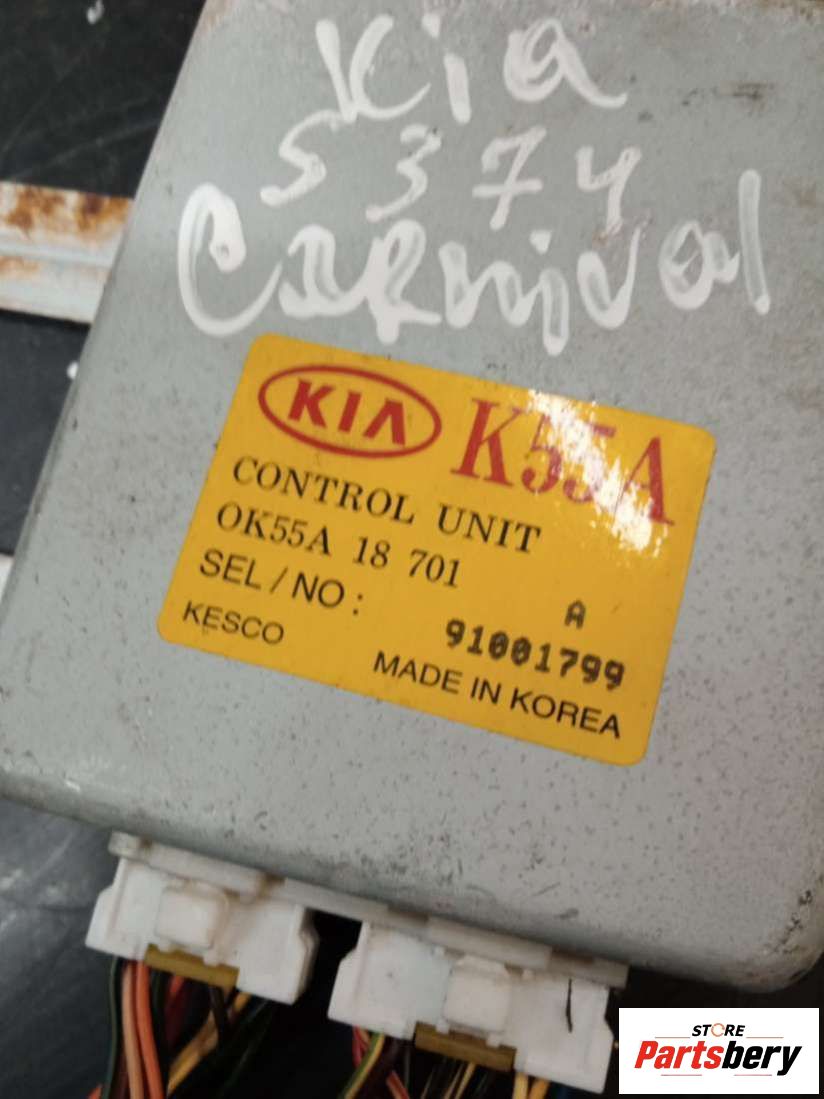 Kia
5374
Carnival
KIA K55A
CONTROL UNIT
OK55A 18 701
SEL / NO :
A
91001799
KESCO
MADE IN KOREA
STORE
Partsbery